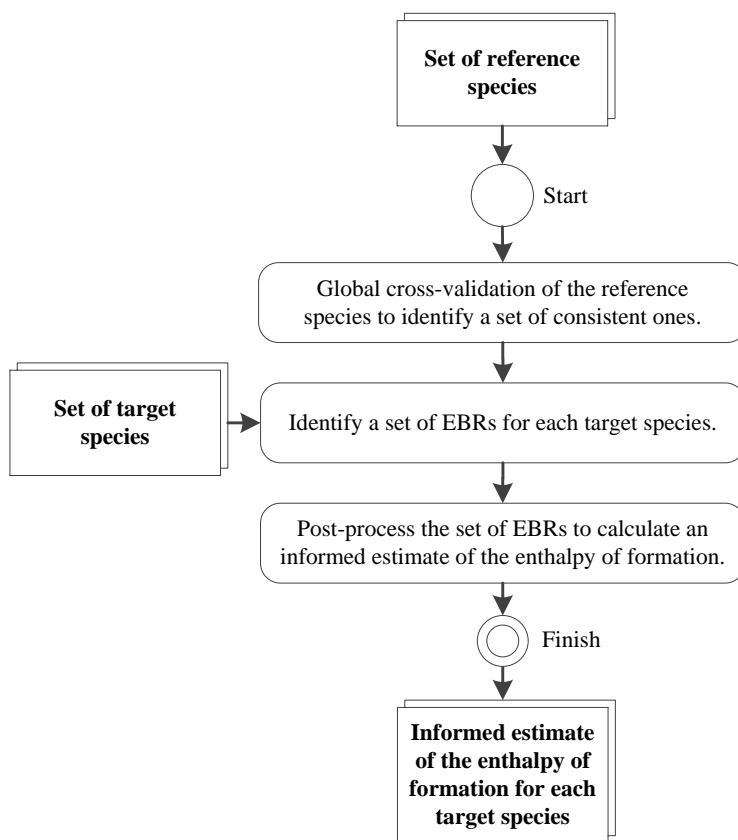 Set of reference
species
Start
Global cross-validation of the reference
species to identify a set of consistent ones.
Set of target
species
Identify a set of EBRs for each target species.
Post-process the set of EBRs to calculate an
informed estimate of the enthalpy of formation.
Finish
Informed estimate
of the enthalpy of
formation for each
target species